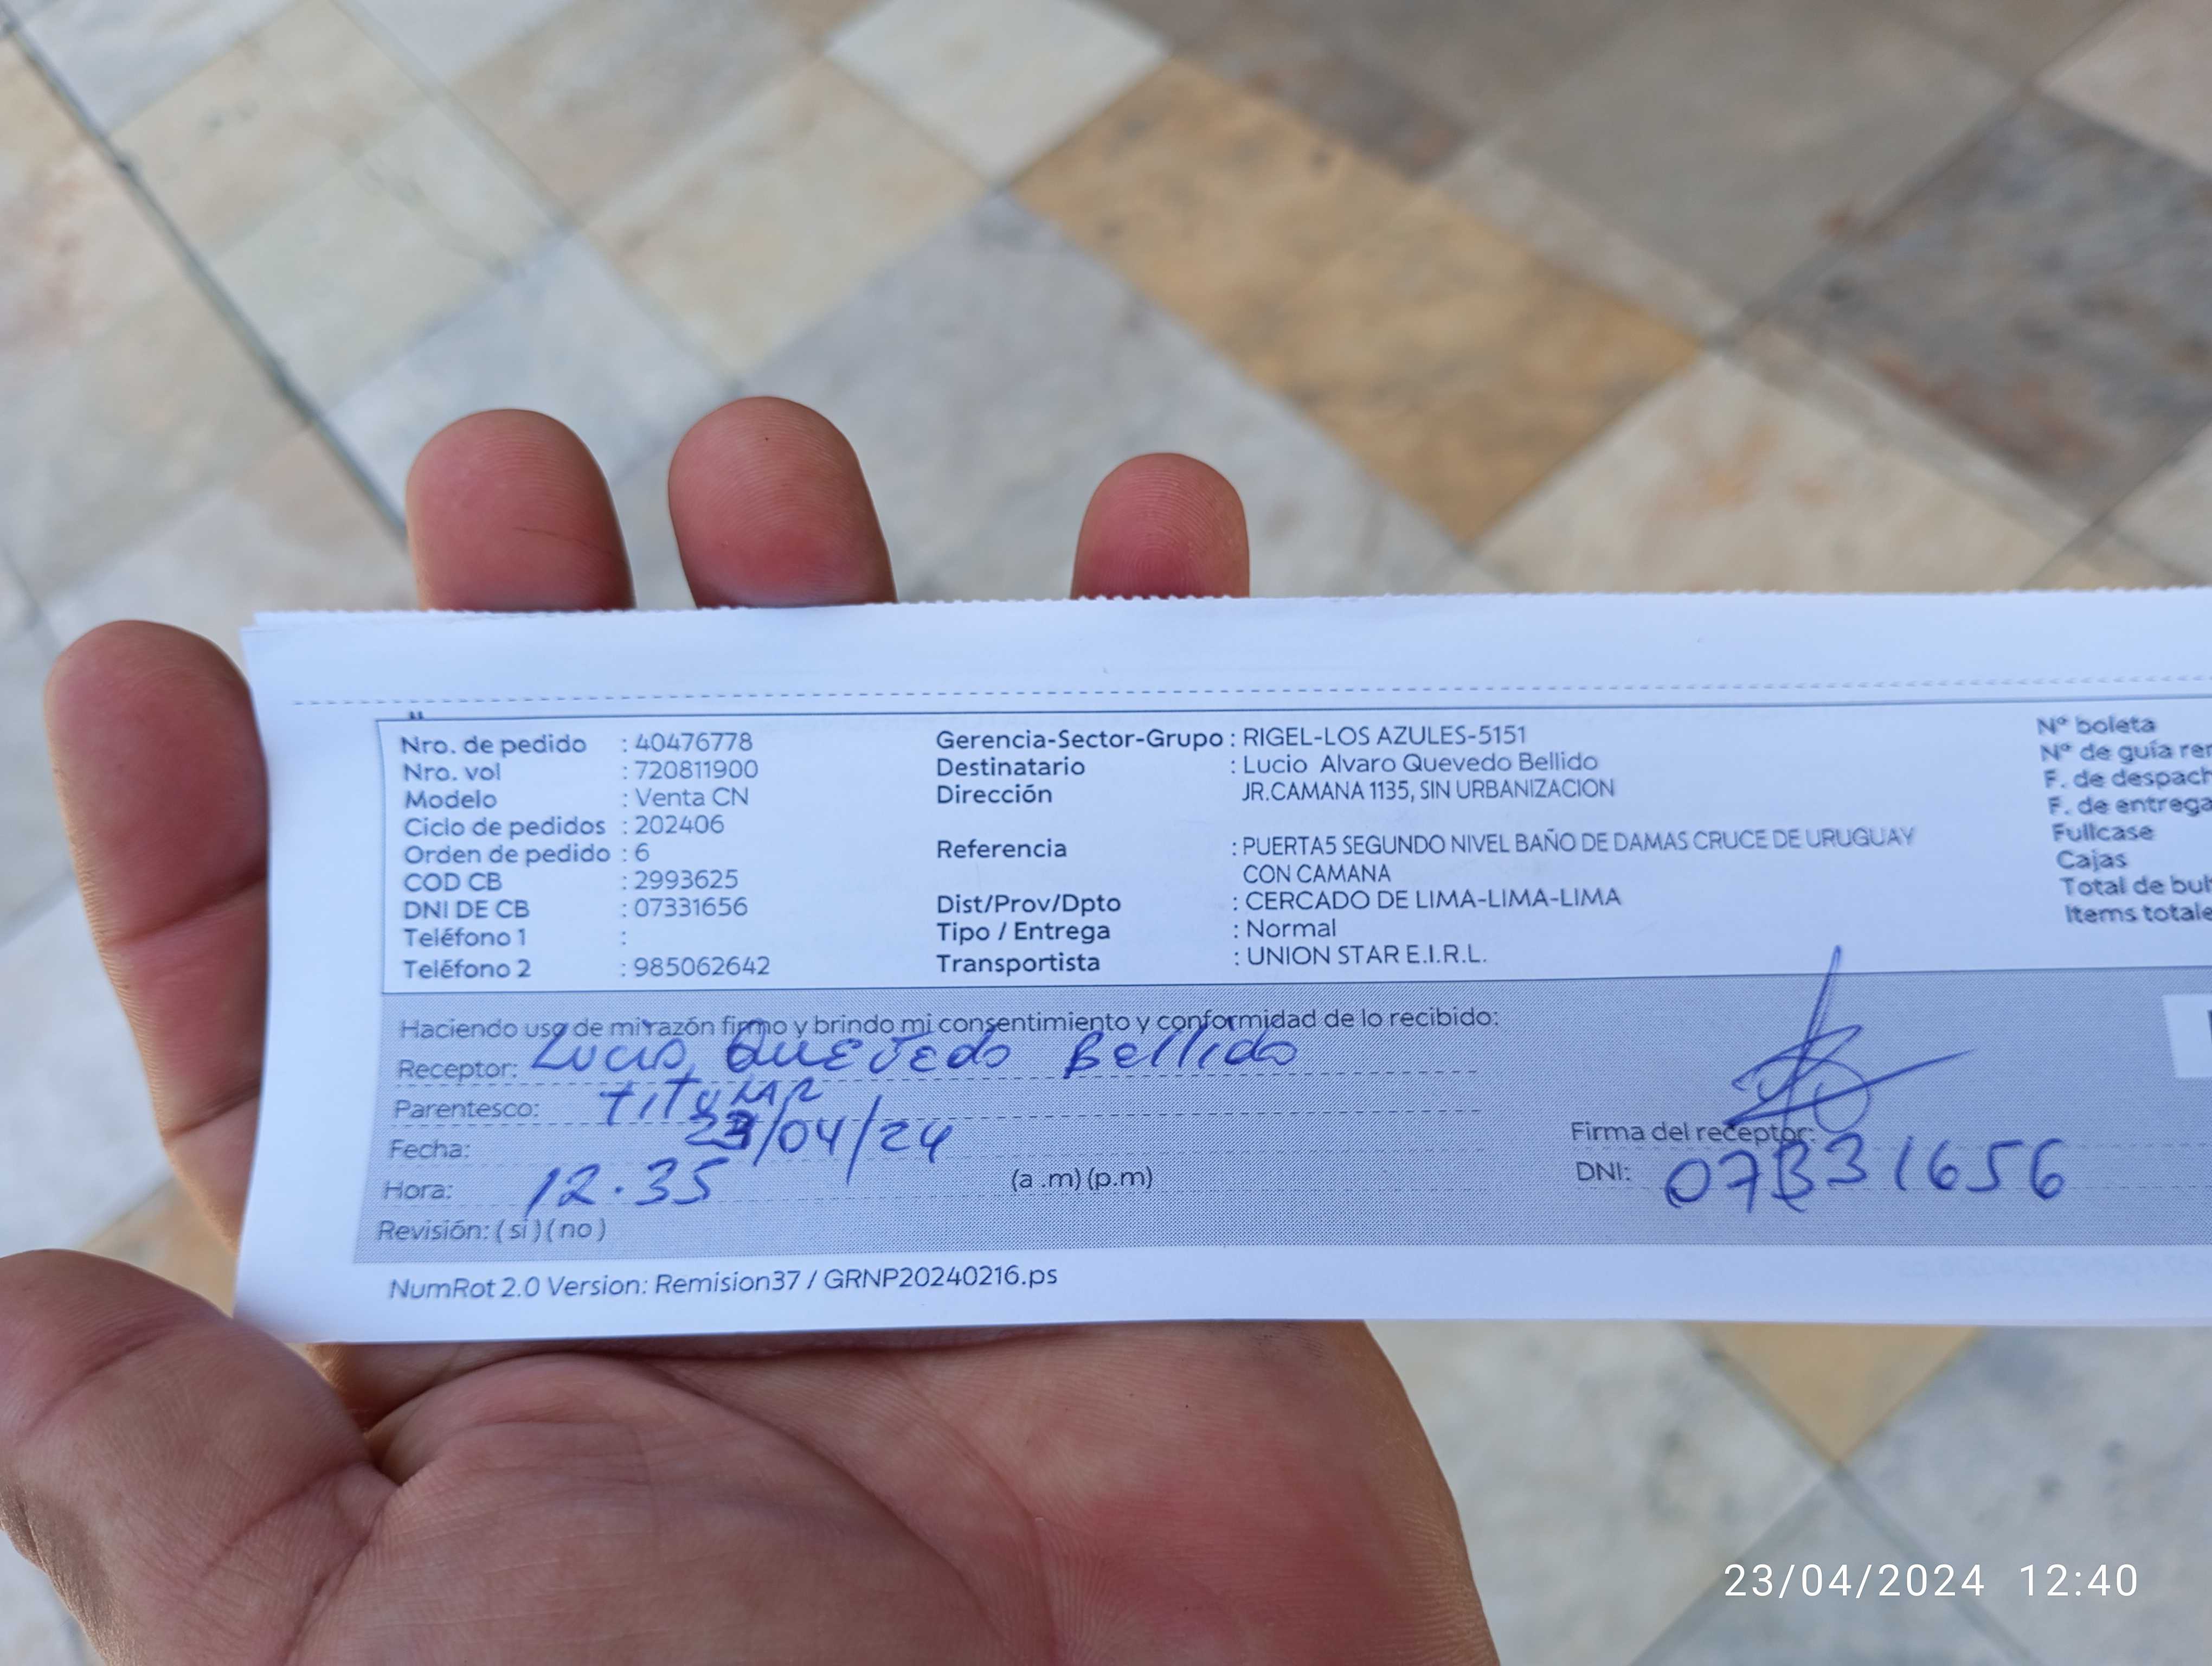 Nro. de pedido : 40476778
Nro. vol : 720811900
Modelo : Venta CN
Ciclo de pedidos : 202406
Orden de pedido : 6
COD CB : 2993625
DNI DE CB : 07331656
Teléfono 1 :
Teléfono 2 : 985062642
Gerencia-Sector-Grupo : RIGEL-LOS AZULES-5151
Destinatario : Lucio Alvaro Quevedo Bellido
Dirección JR.CAMANA 1135, SIN URBANIZACION
Referencia : PUERTA5 SEGUNDO NIVEL BAÑO DE DAMAS CRUCE DE URUGUAY
CON CAMANA
Dist/Prov/Dpto : CERCADO DE LIMA-LIMA-LIMA
Tipo / Entrega : Normal
Transportista : UNION STAR E.I.R.L.
Nº boleta
Nº de guía
F. de
F. de entrega
Fullcase
Cajas
Total de
Items
Haciendo uso de mi razón firmo y brindo mi consentimiento y conformidad de lo recibido:
Receptor: Lucio Quevedo Bellido
Parentesco: TITULAR
Fecha: 23/04/24
Hora: 12.35 (a .m) (p.m)
Revisión: ( si ) ( no )
Firma del receptor:
DNI: 07331656
NumRot 2.0 Version: Remision37 / GRNP20240216.ps
23/04/2024 12:40